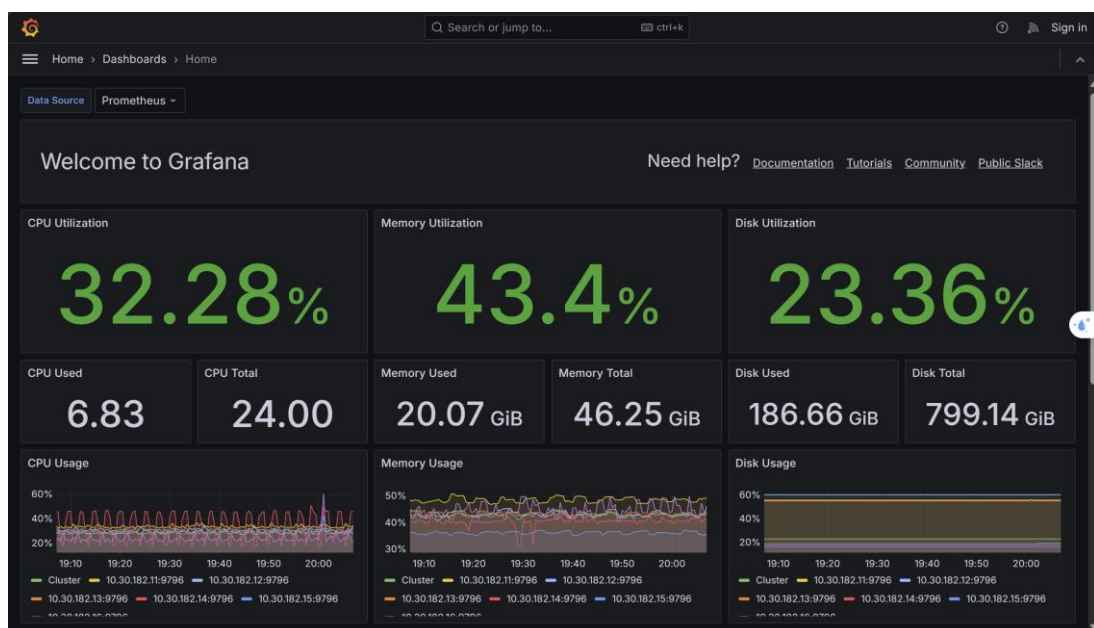 Search or jump to... ctrl+k Sign in
Home › Dashboards › Home
Data Source Prometheus
Welcome to Grafana
Need help? Documentation Tutorials Community Public Slack
CPU Utilization
32.28%
Memory Utilization
43.4%
Disk Utilization
23.36%
CPU Used
6.83
CPU Total
24.00
Memory Used
20.07 GiB
Memory Total
46.25 GiB
Disk Used
186.66 GiB
Disk Total
799.14 GiB
CPU Usage
60%
40%
20%
19:10 19:20 19:30 19:40 19:50 20:00
Cluster 10.30.182.11:9796 10.30.182.12:9796
10.30.182.13:9796 10.30.182.14:9796 10.30.182.15:9796
Memory Usage
50%
40%
30%
19:10 19:20 19:30 19:40 19:50 20:00
Cluster 10.30.182.11:9796 10.30.182.12:9796
10.30.182.13:9796 10.30.182.14:9796 10.30.182.15:9796
Disk Usage
60%
40%
20%
19:10 19:20 19:30 19:40 19:50 20:00
Cluster 10.30.182.11:9796 10.30.182.12:9796
10.30.182.13:9796 10.30.182.14:9796 10.30.182.15:9796